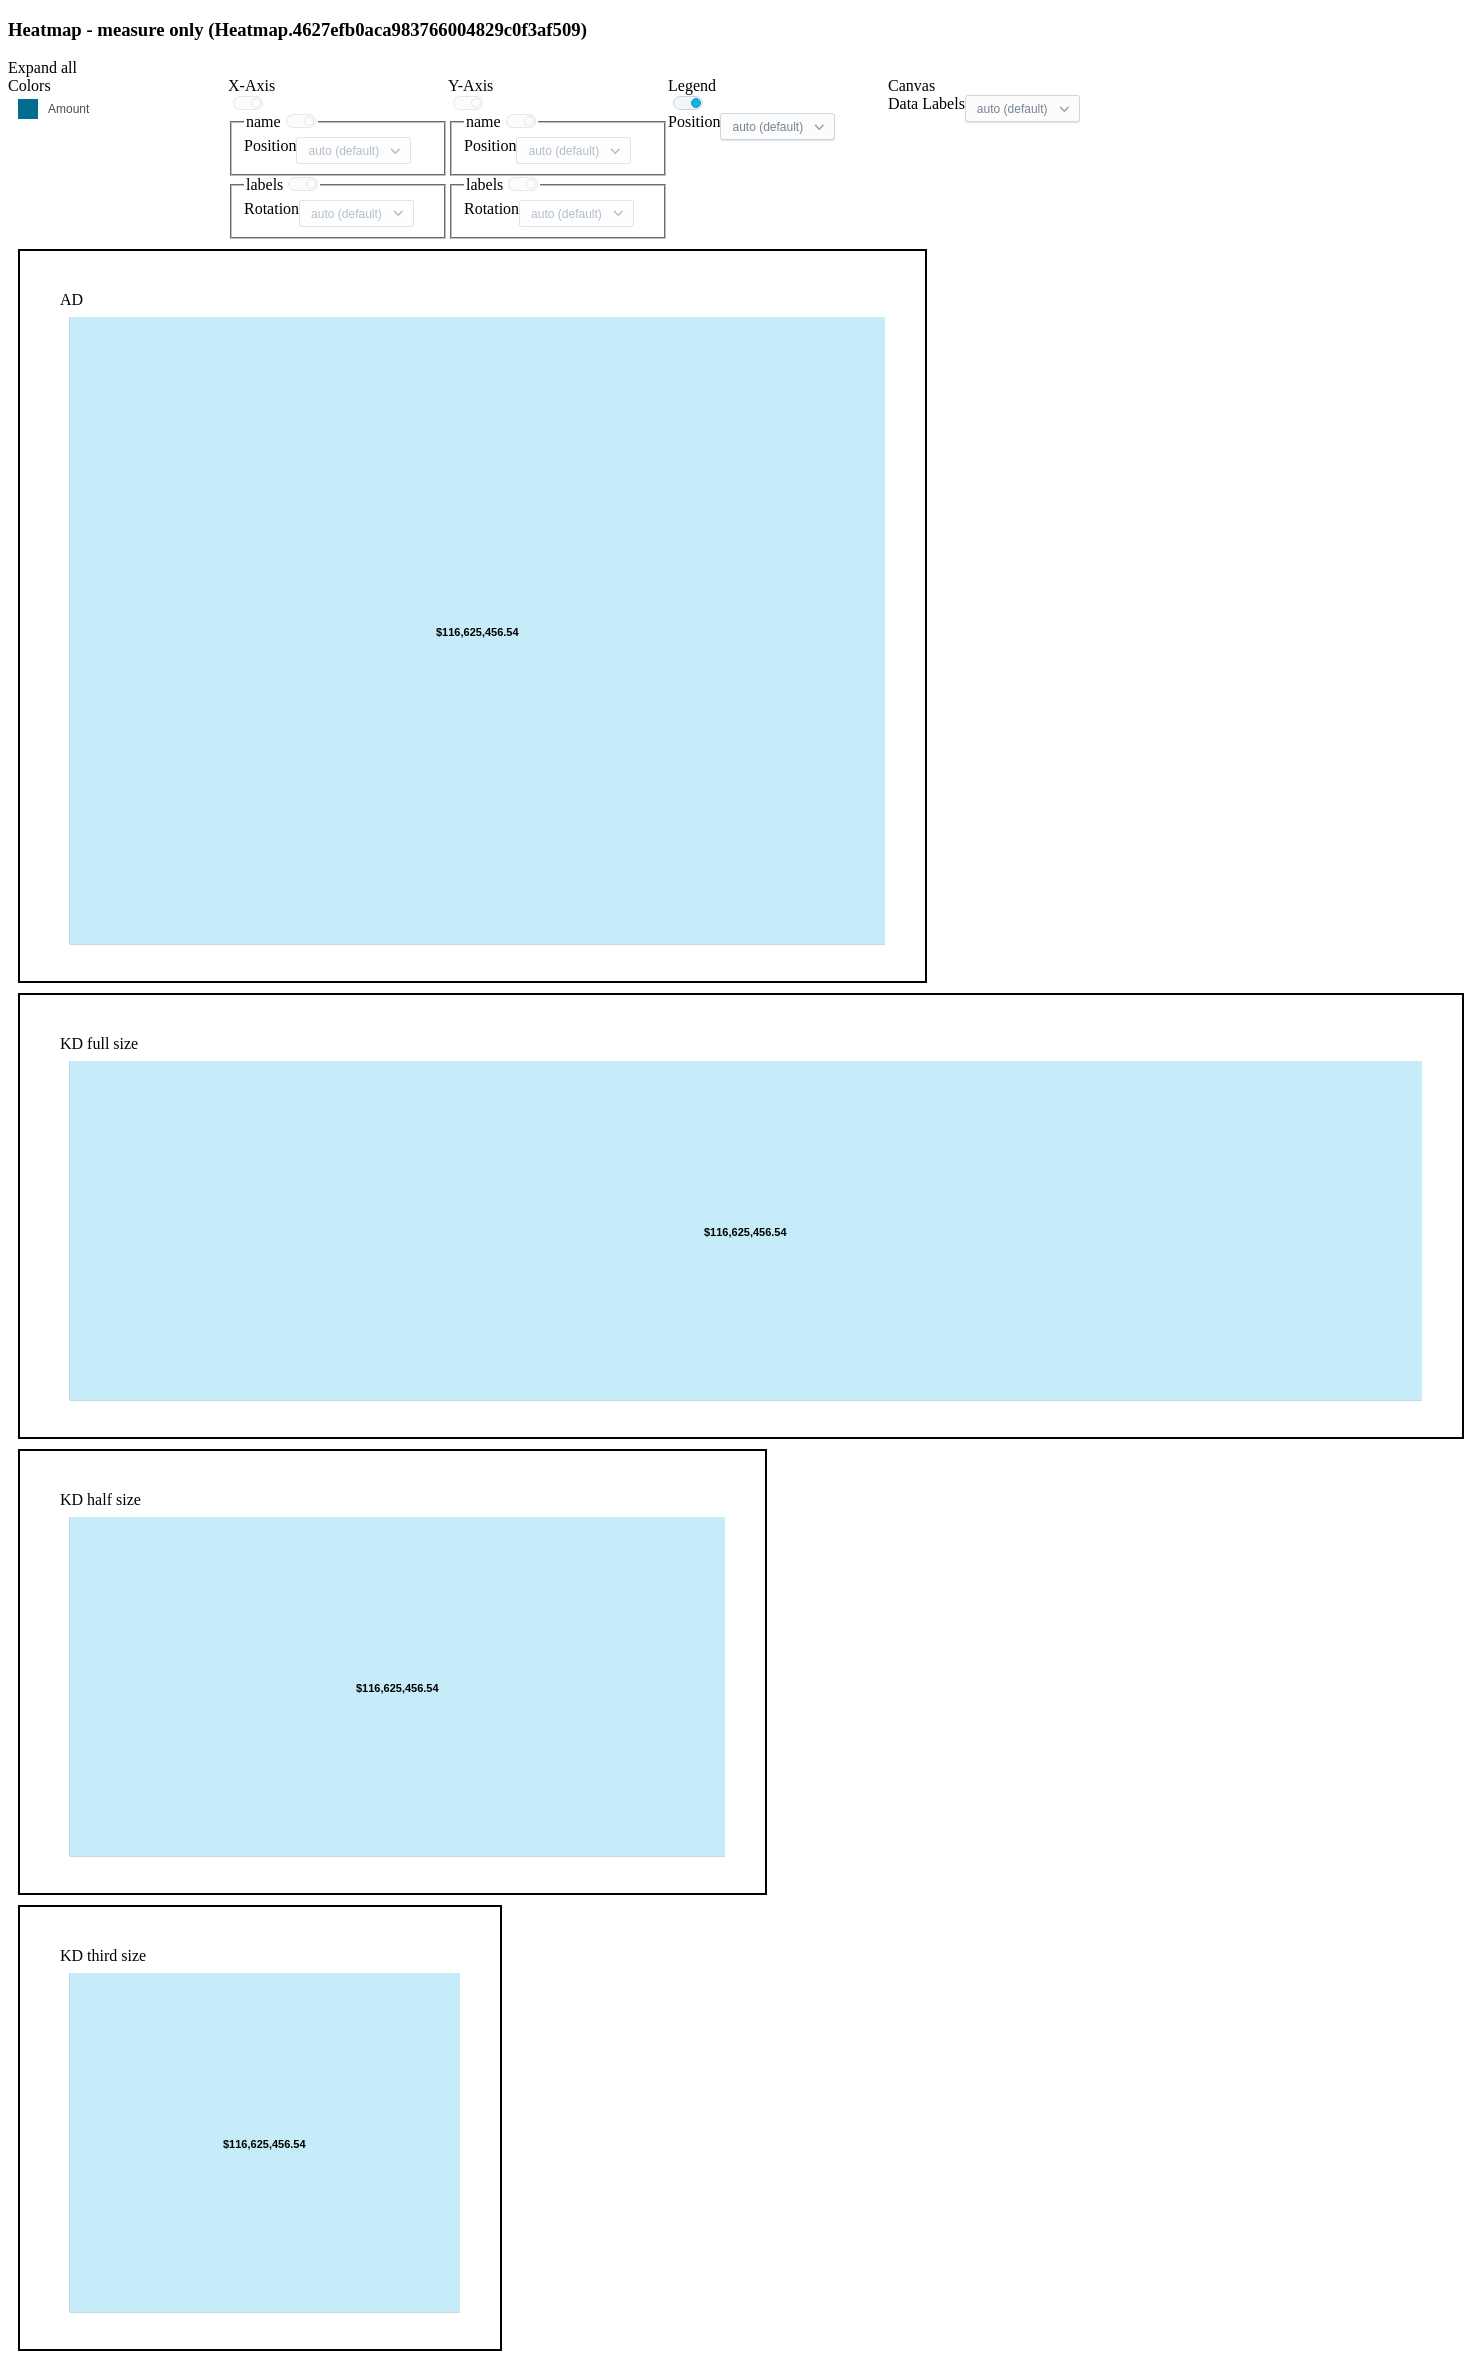 Heatmap - measure only (Heatmap.4627efb0aca983766004829c0f3af509)
Expand all
Colors
Amount
X-Axis
name
Position auto (default)
labels
Rotation auto (default)
Y-Axis
name
Position auto (default)
labels
Rotation auto (default)
Legend
Position auto (default)
Canvas
Data Labels auto (default)
AD
$116,625,456.54
KD full size
$116,625,456.54
KD half size
$116,625,456.54
KD third size
$116,625,456.54